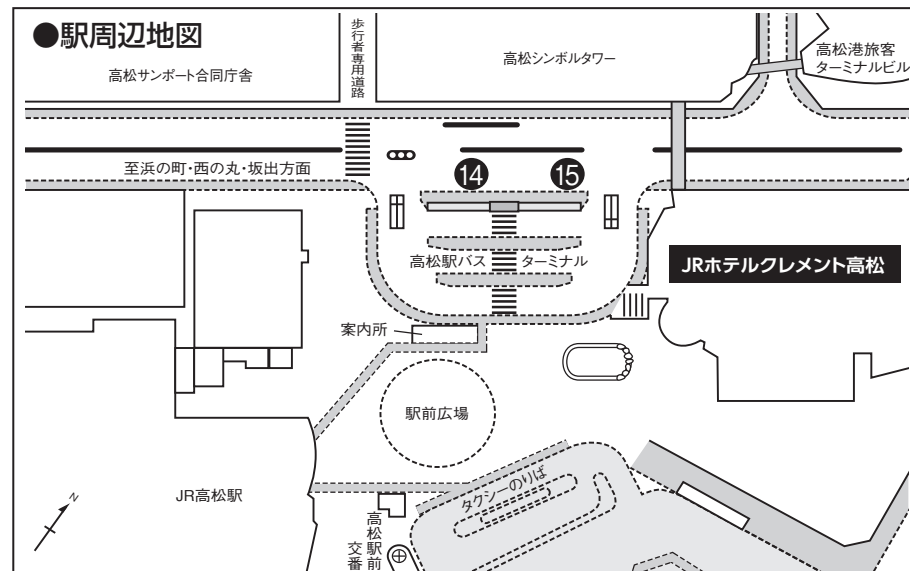 ●駅周辺地図
高松サンポート合同庁舎
歩行者専用道路
高松シンボルタワー
高松港旅客
ターミナルビル
至浜の町・西の丸・坂出方面
14
15
高松駅バス ターミナル
JRホテルクレメント高松
案内所
駅前広場
タクシーのりば
JR高松駅
高松駅前
交番
N